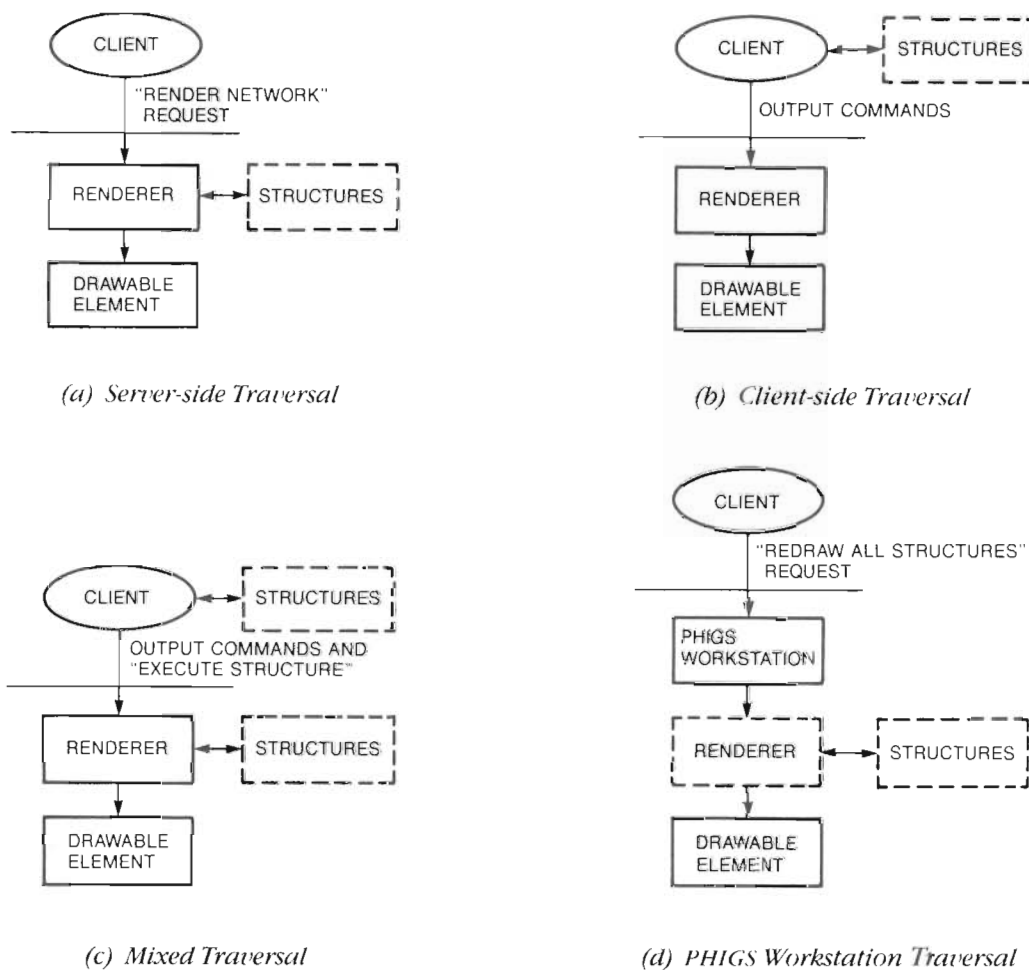 CLIENT
"RENDER NETWORK"
REQUEST
RENDERER
STRUCTURES
DRAWABLE
ELEMENT
(a) Server-side Traversal
CLIENT
STRUCTURES
OUTPUT COMMANDS
RENDERER
DRAWABLE
ELEMENT
(b) Client-side Traversal
CLIENT
STRUCTURES
OUTPUT COMMANDS AND
"EXECUTE STRUCTURE"
RENDERER
STRUCTURES
DRAWABLE
ELEMENT
(c) Mixed Traversal
CLIENT
"REDRAW ALL STRUCTURES"
REQUEST
PHIGS
WORKSTATION
RENDERER
STRUCTURES
DRAWABLE
ELEMENT
(d) PHIGS Workstation Traversal